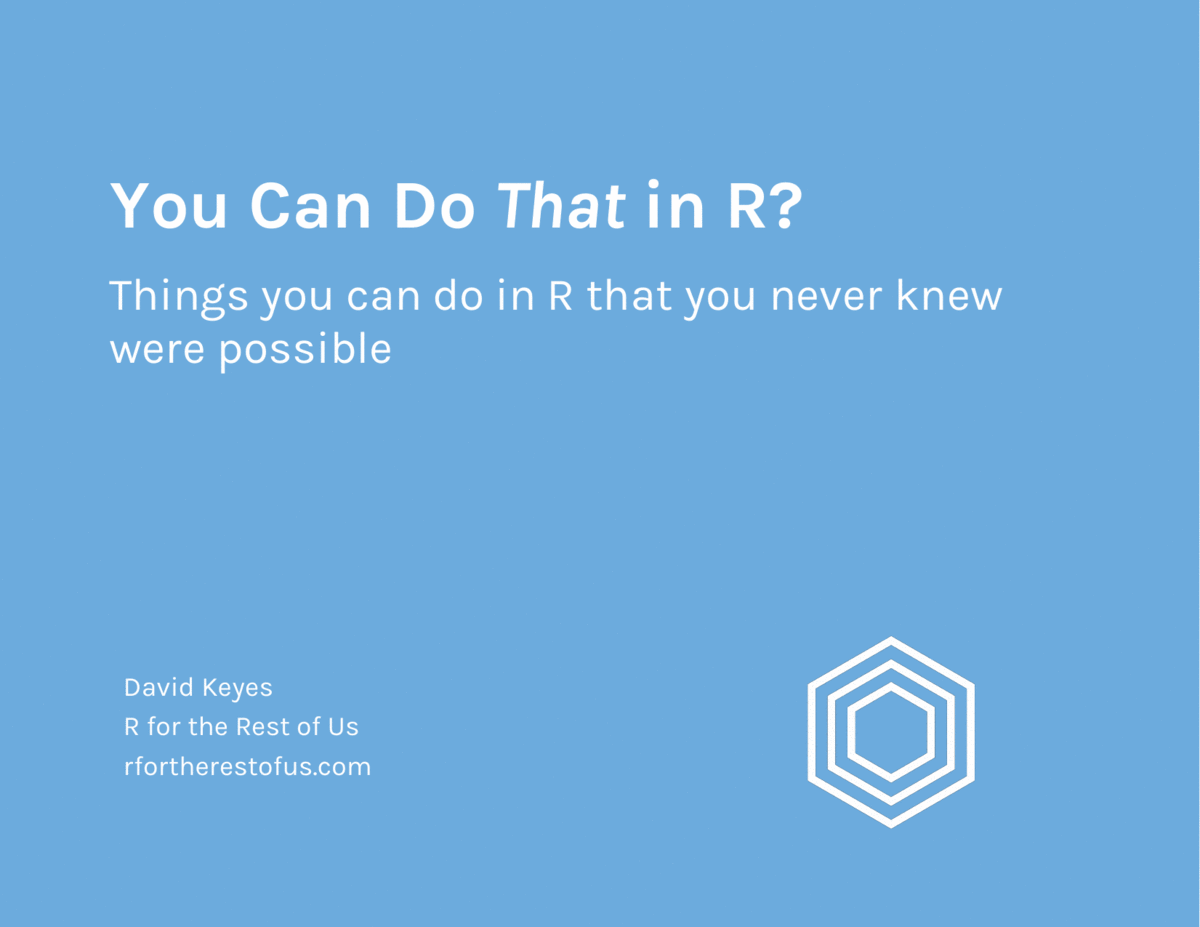 You Can Do That in R?
Things you can do in R that you never knew
were possible
David Keyes
R for the Rest of Us
rfortherestofus.com